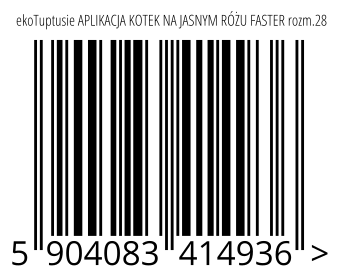 ekoTuptusie APLIKACJA KOTEK NA JASNYM RÓŻU FASTER rozm.28
5 904083 414936 >